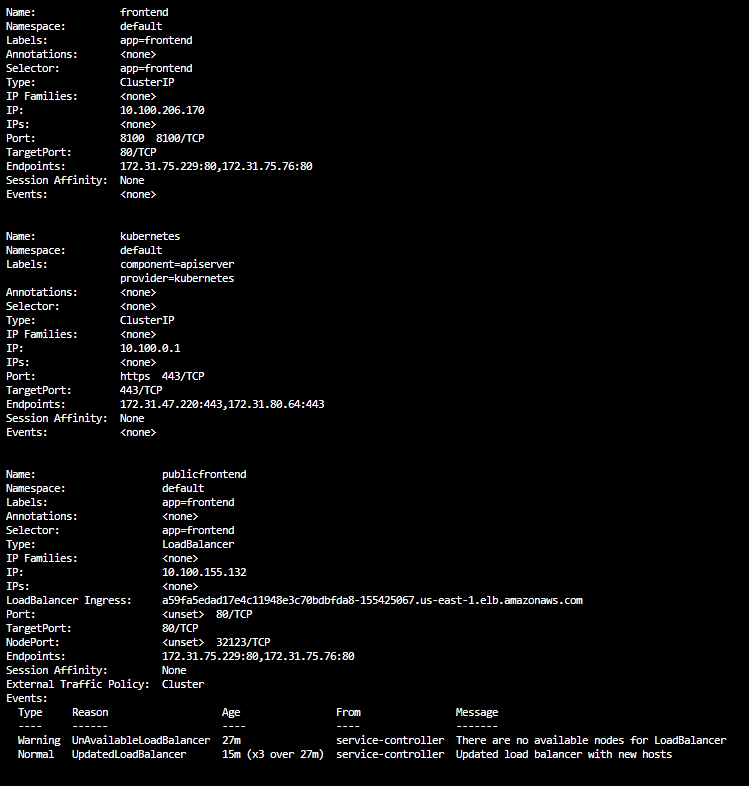 Name:              frontend
Namespace:         default
Labels:            app=frontend
Annotations:       <none>
Selector:          app=frontend
Type:              ClusterIP
IP Families:       <none>
IP:                10.100.206.170
IPs:               <none>
Port:              8100  8100/TCP
TargetPort:        80/TCP
Endpoints:         172.31.75.229:80,172.31.75.76:80
Session Affinity:  None
Events:            <none>
Name:              kubernetes
Namespace:         default
Labels:            component=apiserver
                   provider=kubernetes
Annotations:       <none>
Selector:          <none>
Type:              ClusterIP
IP Families:       <none>
IP:                10.100.0.1
IPs:               <none>
Port:              https  443/TCP
TargetPort:        443/TCP
Endpoints:         172.31.47.220:443,172.31.80.64:443
Session Affinity:  None
Events:            <none>
Name:                     publicfrontend
Namespace:                default
Labels:                   app=frontend
Annotations:              <none>
Selector:                 app=frontend
Type:                     LoadBalancer
IP Families:              <none>
IP:                       10.100.155.132
IPs:                      <none>
LoadBalancer Ingress:     a59fa5edad17e4c11948e3c70bdbfda8-155425067.us-east-1.elb.amazonaws.com
Port:                     <unset>  80/TCP
TargetPort:               80/TCP
NodePort:                 <unset>  32123/TCP
Endpoints:                172.31.75.229:80,172.31.75.76:80
Session Affinity:         None
External Traffic Policy:  Cluster
Events:
  Type     Reason                   Age                 From                Message
  ----     ------                   ----                ----                -------
  Warning  UnAvailableLoadBalancer  27m                 service-controller  There are no available nodes for LoadBalancer
  Normal   UpdatedLoadBalancer      15m (x3 over 27m)   service-controller  Updated load balancer with new hosts